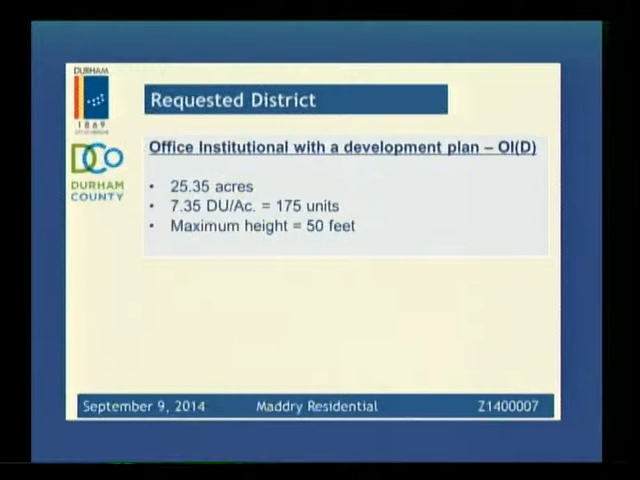 DURHAM
1869
DCO
DURHAM
COUNTY
Requested District
Office Institutional with a development plan – OI(D)
• 25.35 acres
• 7.35 DU/Ac. = 175 units
• Maximum height = 50 feet
September 9, 2014 Maddry Residential Z1400007